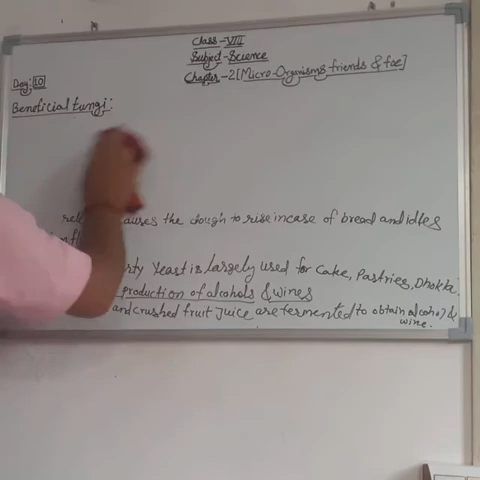 Class-VIII
Subject-Science
Chapter-2[Micro-Organisms friends & foe]
Day:10
Beneficial fungi:
causes the dough to rise incase of bread and idles
Yeast is largely used for Cake, Pastries, Dhokla.
production of alcohols & wines
and crushed fruit Juice are fermented to obtain alcohol &
wine.